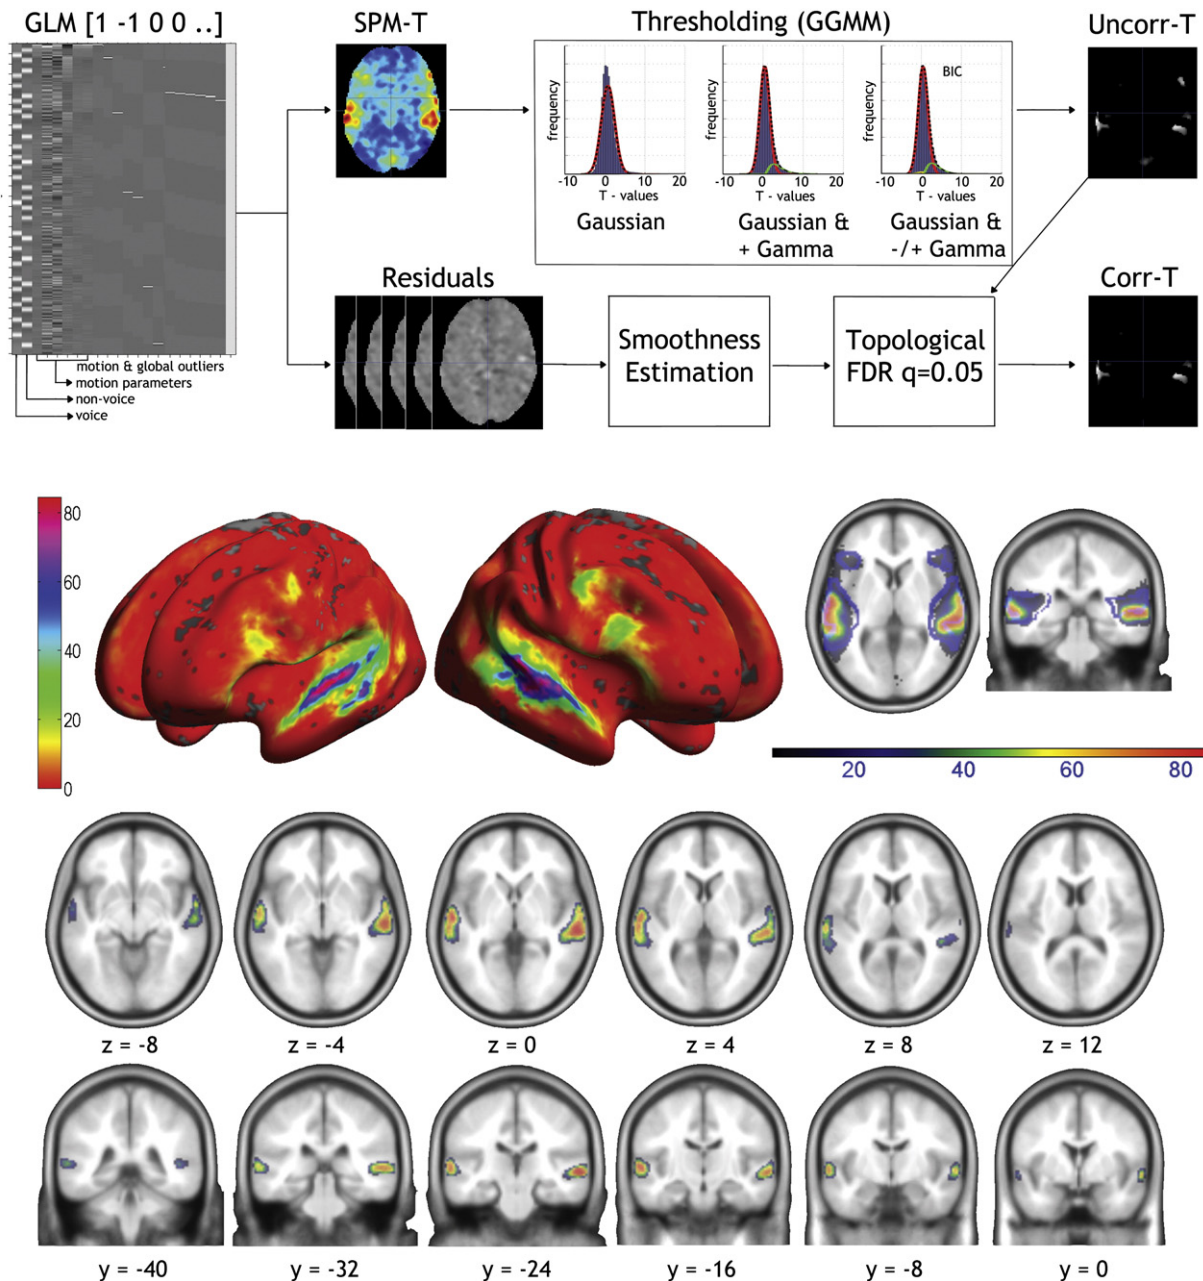 GLM [1 -1 0 0 ..]
SPM-T
Thresholding (GGMM)
Uncorr-T
frequency
-10 0 10 20
T - values
Gaussian
frequency
-10 0 10 20
T - values
Gaussian &
+ Gamma
BIC
frequency
-10 0 10 20
T - values
Gaussian &
-/+ Gamma
Residuals
Corr-T
Smoothness
Estimation
Topological
FDR q=0.05
motion & global outliers
motion parameters
non-voice
voice
80
60
40
20
0
20 40 60 80
z = -8
z = -4
z = 0
z = 4
z = 8
z = 12
y = -40
y = -32
y = -24
y = -16
y = -8
y = 0